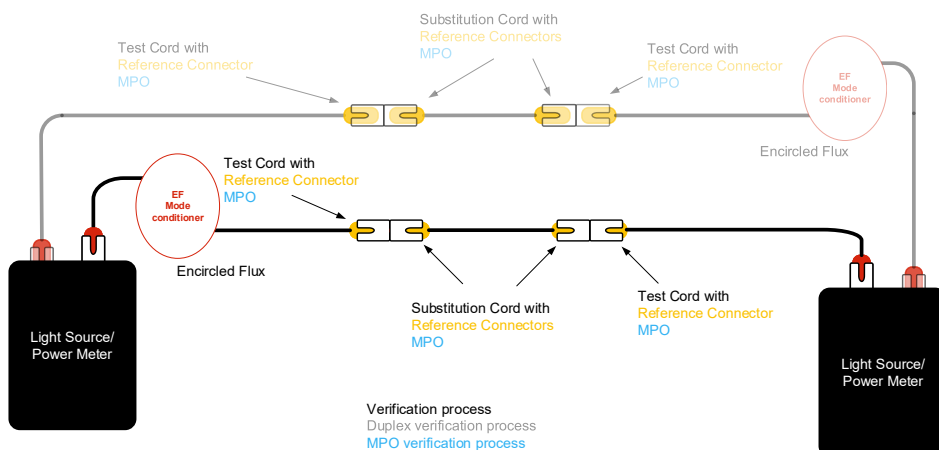 Substitution Cord with
Reference Connectors
MPO
Test Cord with
Reference Connector
MPO
Test Cord with
Reference Connector
MPO
EF
Mode
conditioner
Encircled Flux
Test Cord with
Reference Connector
MPO
EF
Mode
conditioner
Encircled Flux
Substitution Cord with
Reference Connectors
MPO
Test Cord with
Reference Connector
MPO
Light Source/
Power Meter
Light Source/
Power Meter
Verification process
Duplex verification process
MPO verification process